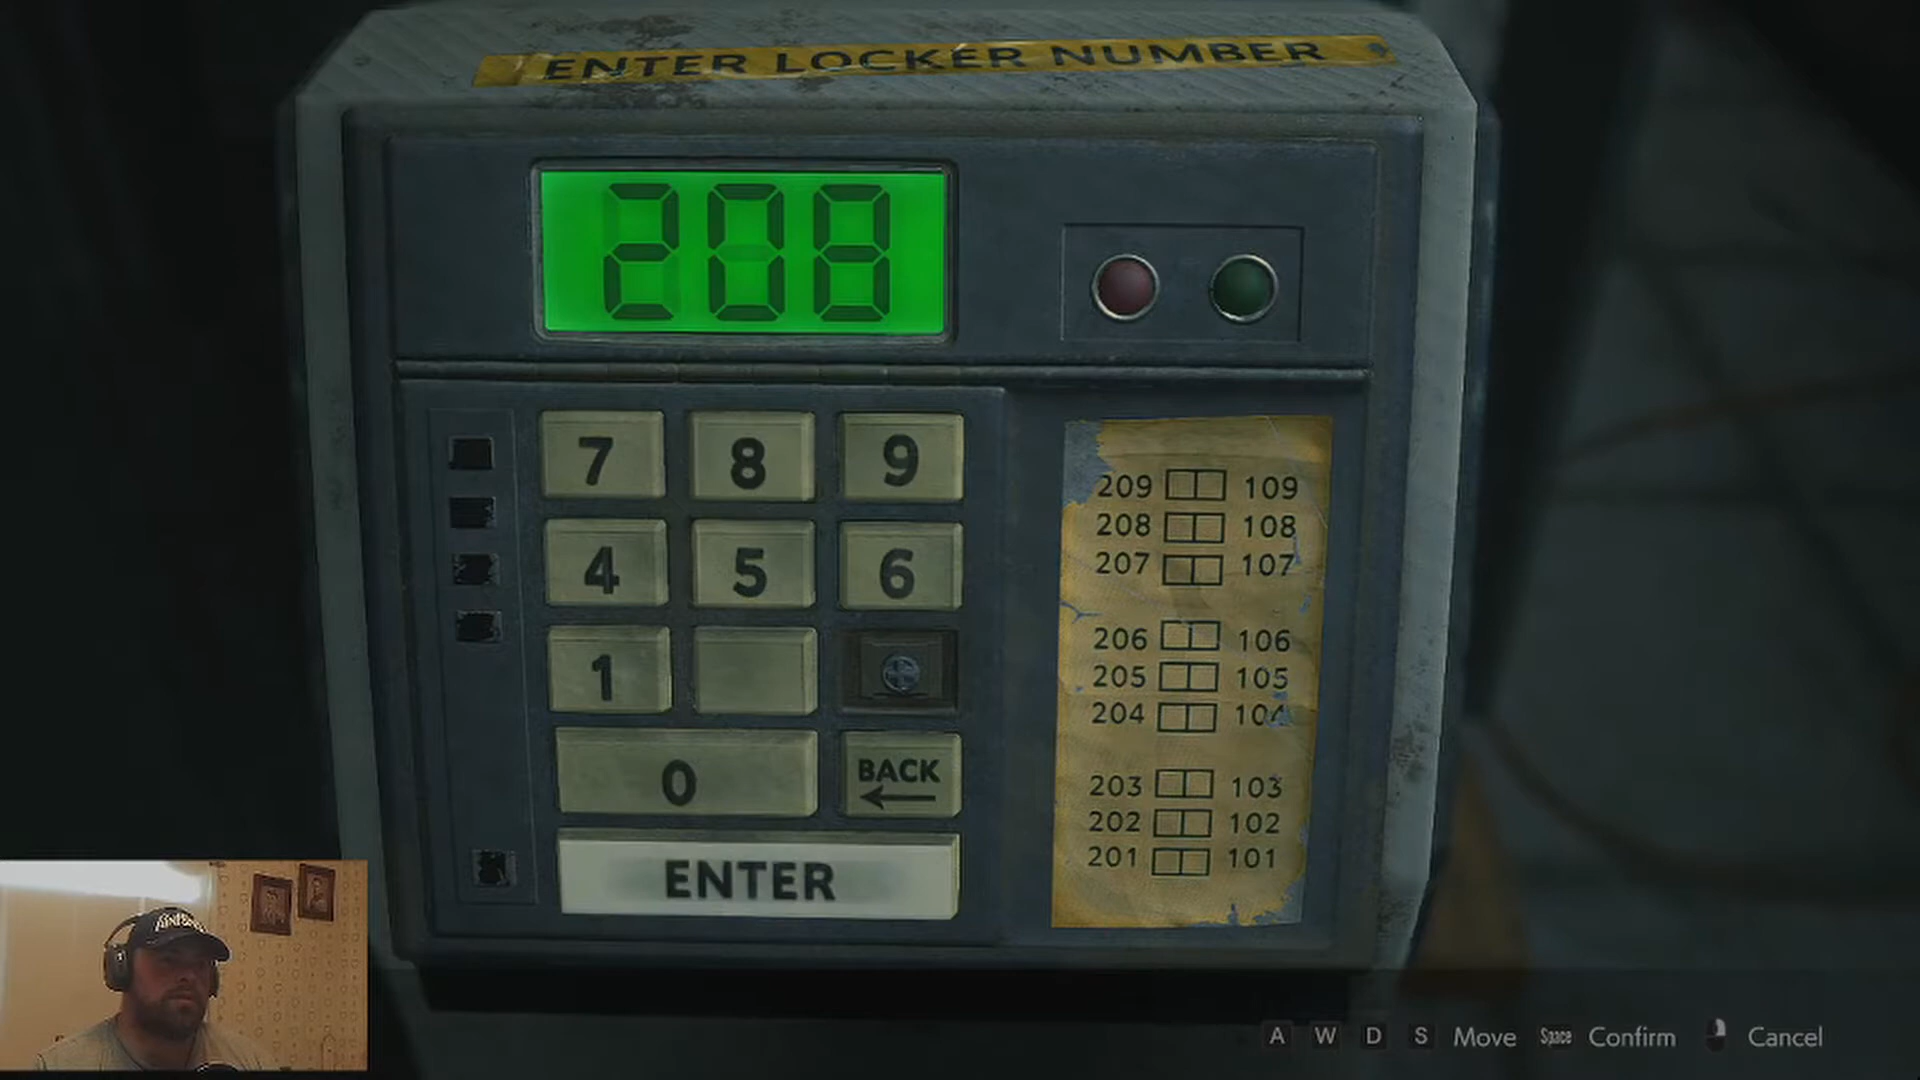 ENTER LOCKER NUMBER
208
7 8 9
4 5 6
1
0 BACK
ENTER
209 109
208 108
207 107
206 106
205 105
204 104
203 103
202 102
201 101
A W D S Move Space Confirm Cancel